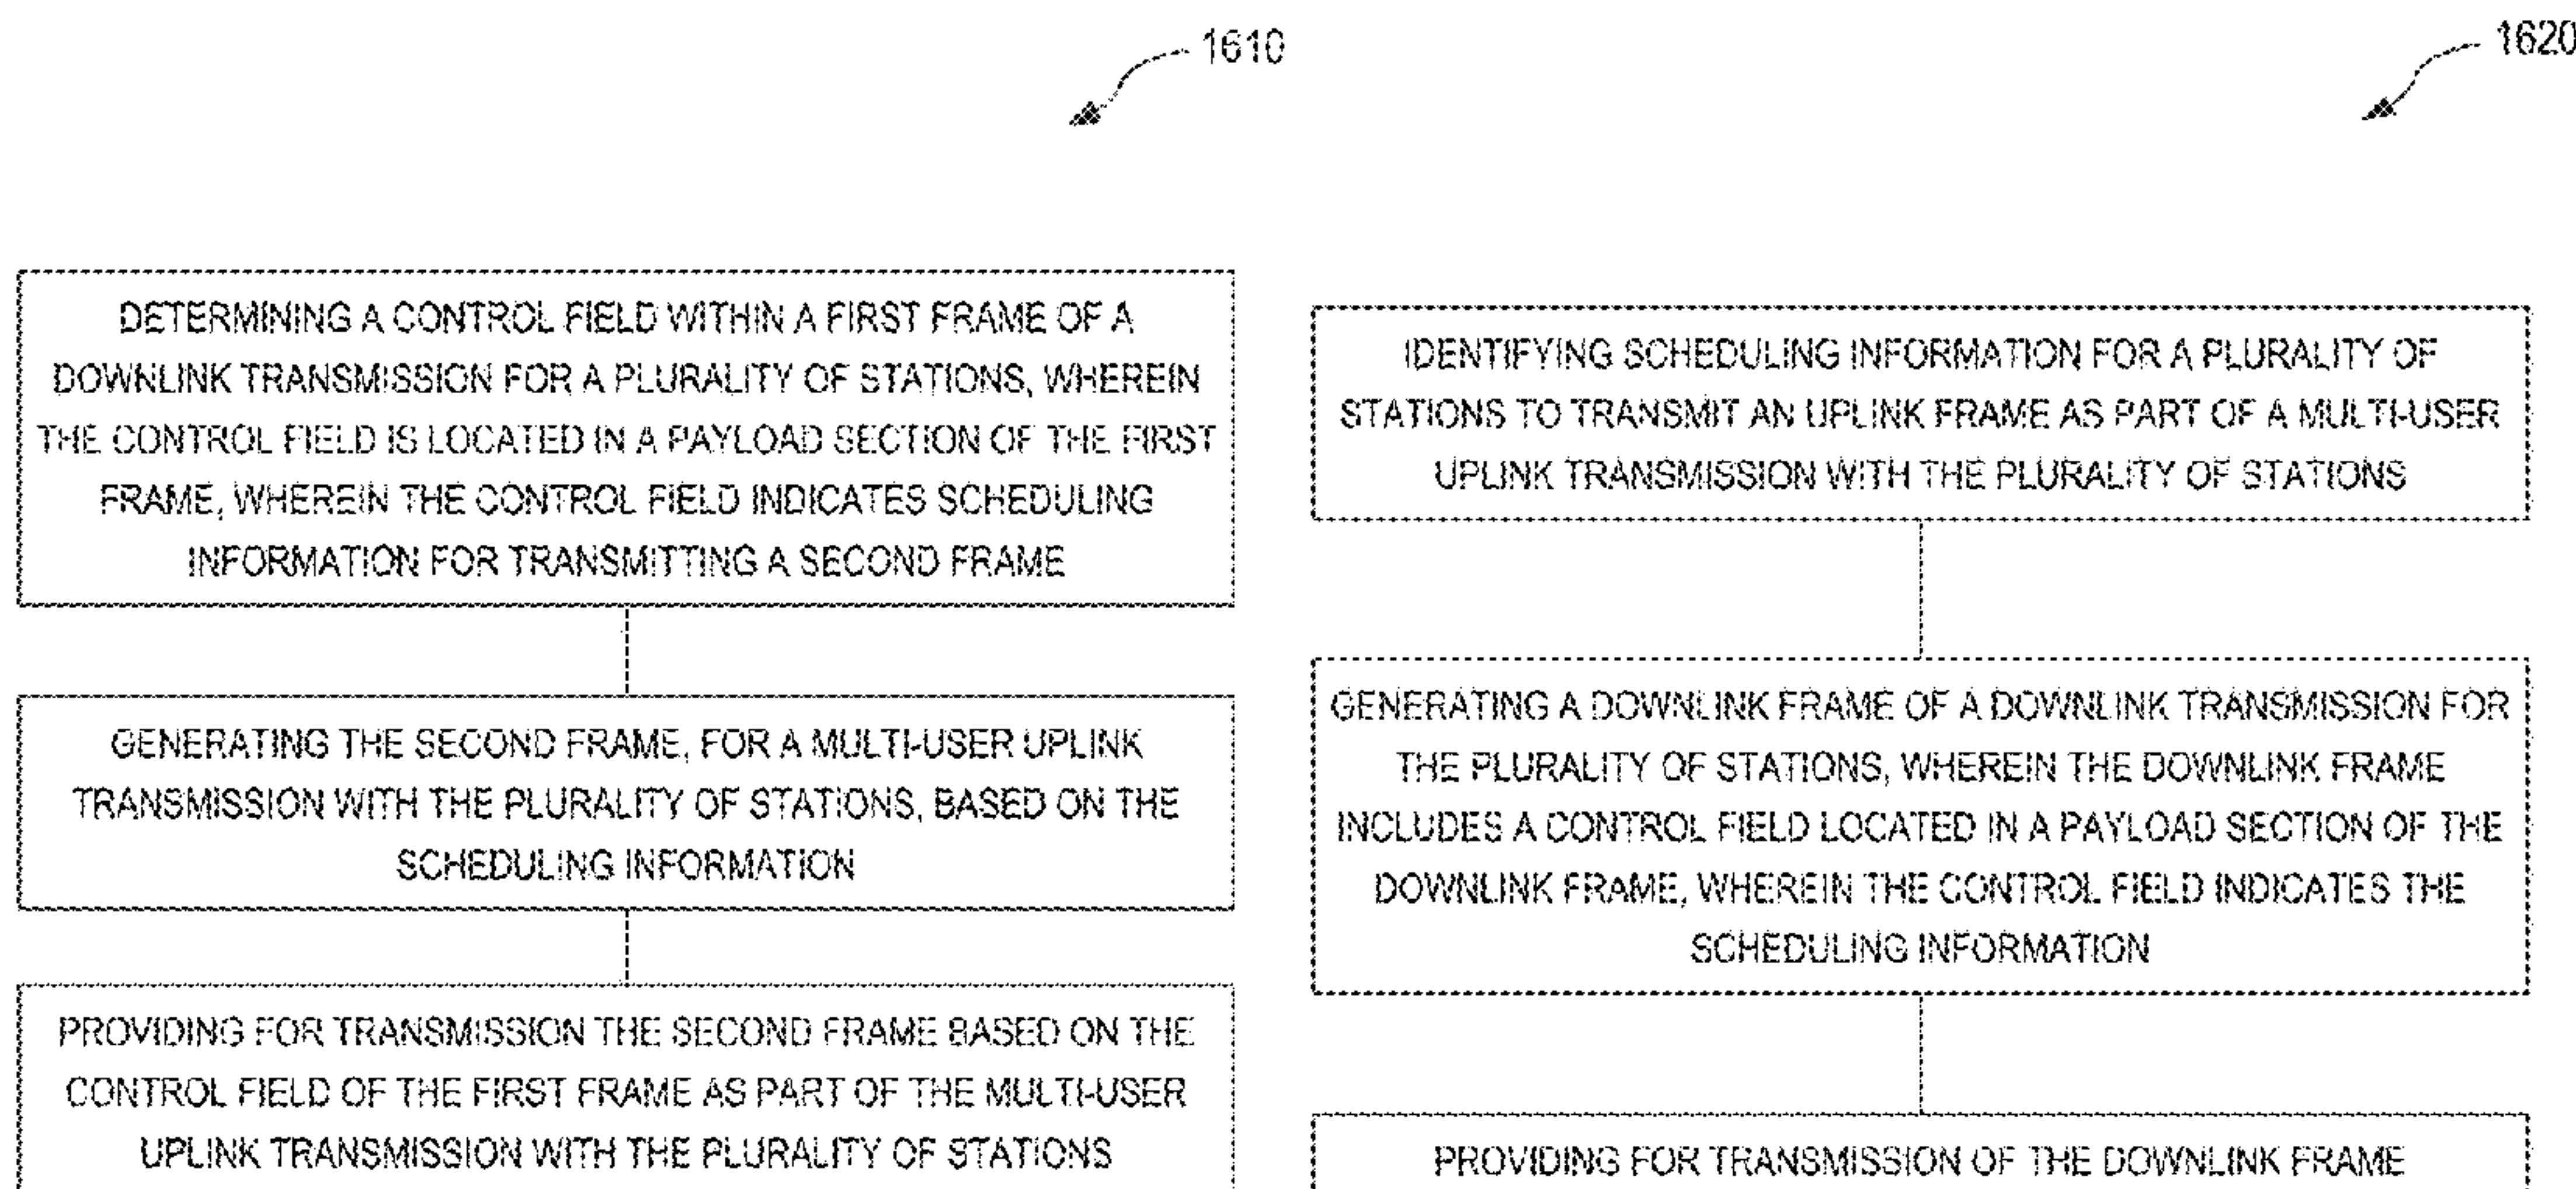 1610
DETERMINING A CONTROL FIELD WITHIN A FIRST FRAME OF A
DOWNLINK TRANSMISSION FOR A PLURALITY OF STATIONS, WHEREIN
THE CONTROL FIELD IS LOCATED IN A PAYLOAD SECTION OF THE FIRST
FRAME, WHEREIN THE CONTROL FIELD INDICATES SCHEDULING
INFORMATION FOR TRANSMITTING A SECOND FRAME
GENERATING THE SECOND FRAME, FOR A MULTI-USER UPLINK
TRANSMISSION WITH THE PLURALITY OF STATIONS, BASED ON THE
SCHEDULING INFORMATION
PROVIDING FOR TRANSMISSION THE SECOND FRAME BASED ON THE
CONTROL FIELD OF THE FIRST FRAME AS PART OF THE MULTI-USER
UPLINK TRANSMISSION WITH THE PLURALITY OF STATIONS
1620
IDENTIFYING SCHEDULING INFORMATION FOR A PLURALITY OF
STATIONS TO TRANSMIT AN UPLINK FRAME AS PART OF A MULTI-USER
UPLINK TRANSMISSION WITH THE PLURALITY OF STATIONS
GENERATING A DOWNLINK FRAME OF A DOWNLINK TRANSMISSION FOR
THE PLURALITY OF STATIONS, WHEREIN THE DOWNLINK FRAME
INCLUDES A CONTROL FIELD LOCATED IN A PAYLOAD SECTION OF THE
DOWNLINK FRAME, WHEREIN THE CONTROL FIELD INDICATES THE
SCHEDULING INFORMATION
PROVIDING FOR TRANSMISSION OF THE DOWNLINK FRAME